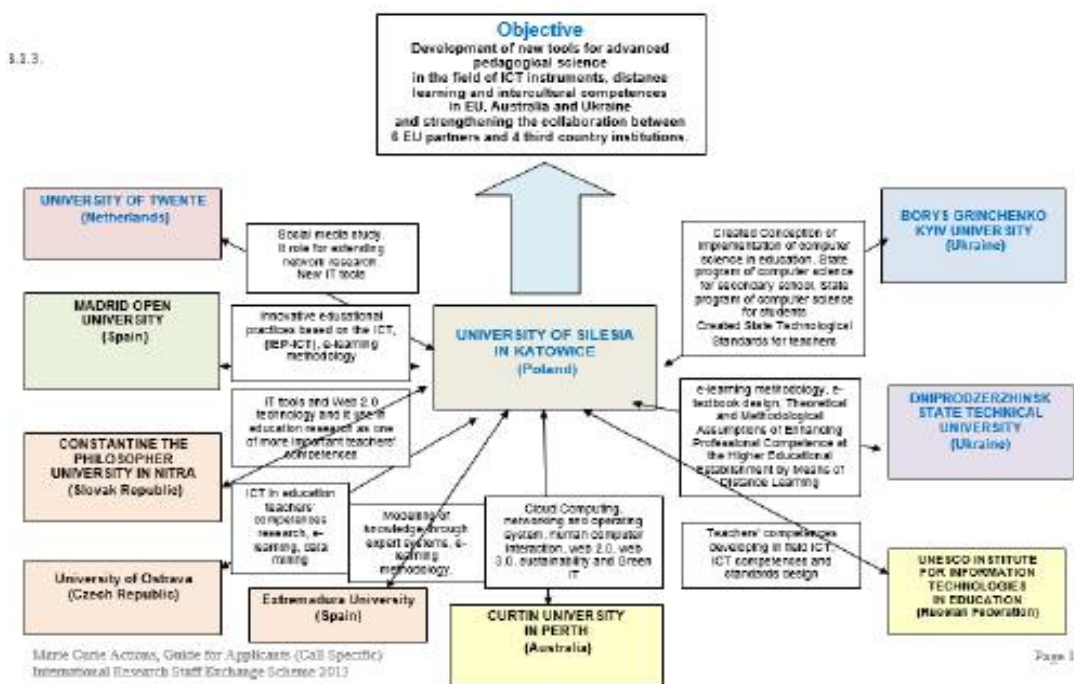 3.1.3.
Objective
Development of new tools for advanced
pedagogical science
in the field of ICT instruments, distance
learning and intercultural competences
in EU, Australia and Ukraine
and strengthening the collaboration between
6 EU partners and 4 third country institutions.
UNIVERSITY OF TWENTE
(Netherlands)
Social media study.
It role for extending
network research.
New IT tools
Created Conception of
implementation of computer
science in education. State
program of computer science
for secondary school. State
program of computer science
for students
Created State Technological
Standards for teachers
BORYS GRINCHENKO
KYIV UNIVERSITY
(Ukraine)
MADRID OPEN
UNIVERSITY
(Spain)
Innovative educational
practices based on the ICT,
(IEP-ICT), e-learning
methodology
UNIVERSITY OF SILESIA
IN KATOWICE
(Poland)
IT tools and Web 2.0
technology and it use in
education research as one
of more important teachers'
competences
e-learning methodology, e-
textbook design, Theoretical
and Methodological
Assumptions of Enhancing
Professional Competence at
the Higher Educational
Establishment by Means of
Distance Learning
DNIPRODZERZHINSK
STATE TECHNICAL
UNIVERSITY
(Ukraine)
CONSTANTINE THE
PHILOSOPHER
UNIVERSITY IN NITRA
(Slovak Republic)
ICT in education
teachers'
competences
research, e-
learning, data
mining
Modelling of
knowledge through
expert systems, e-
learning
methodology.
Cloud Computing,
networking and operating
system, human computer
interaction, web 2.0, web
3.0, sustainability and Green
IT
Teachers' competences
developing in field ICT,
ICT competences and
standards design
UNESCO INSTITUTE
FOR INFORMATION
TECHNOLOGIES
IN EDUCATION
(Russian Federation)
University of Ostrava
(Czech Republic)
Extremadura University
(Spain)
CURTIN UNIVERSITY
IN PERTH
(Australia)
Marie Curie Actions, Guide for Applicants (Call Specific)
International Research Staff Exchange Scheme 2013
Page 1